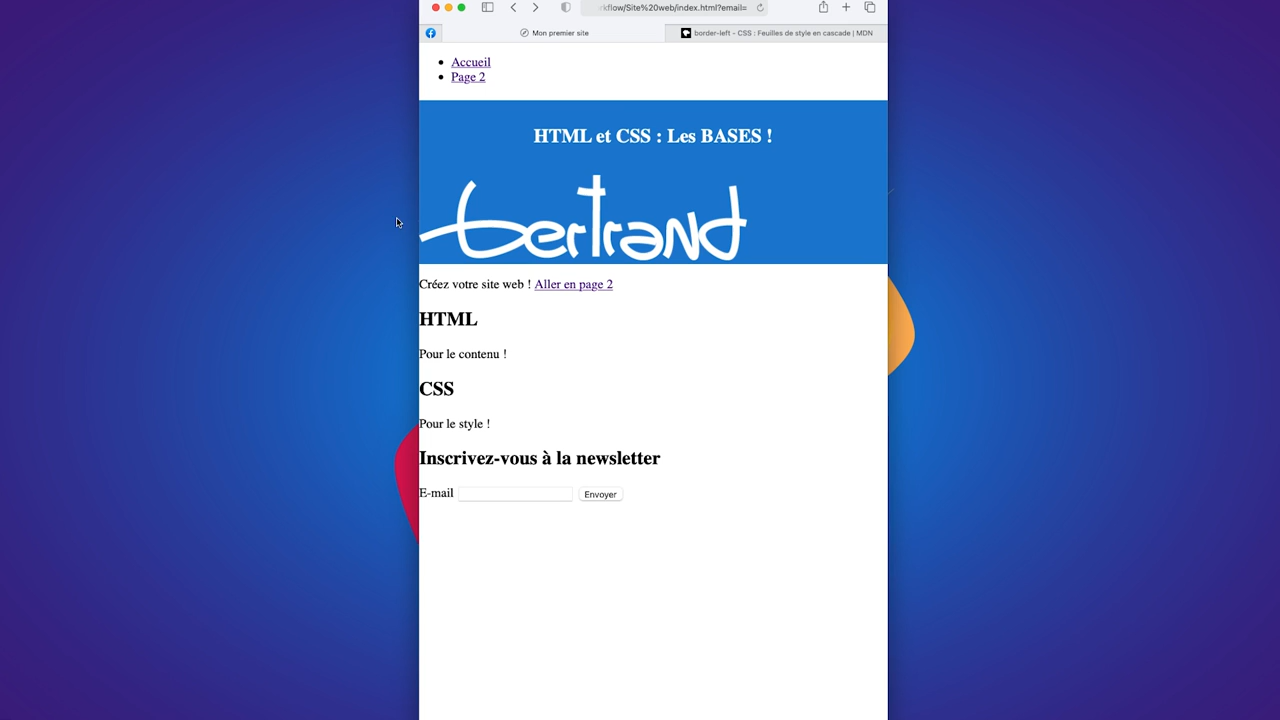 rkflow/Site%20web/index.html?email=
Mon premier site
border-left - CSS : Feuilles de style en cascade | MDN
Accueil
Page 2
HTML et CSS : Les BASES !
bertrand
Créez votre site web ! Aller en page 2
HTML
Pour le contenu !
CSS
Pour le style !
Inscrivez-vous à la newsletter
E-mail Envoyer